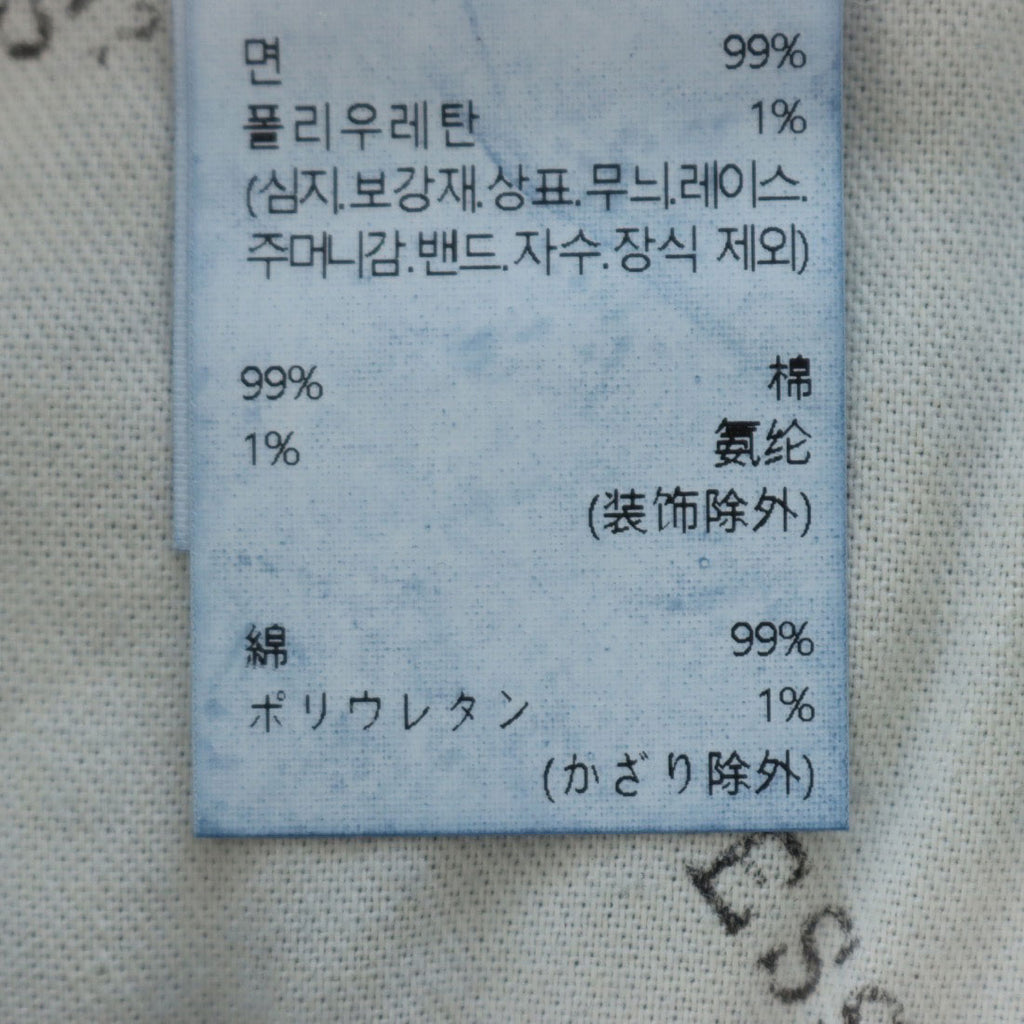 면 99%
폴리우레탄 1%
(심지.보강재.상표.무늬.레이스.
주머니감.밴드.자수.장식 제외)
99% 棉
1% 氨纶
(装饰除外)
綿 99%
ポリウレタン 1%
(かざり除外)